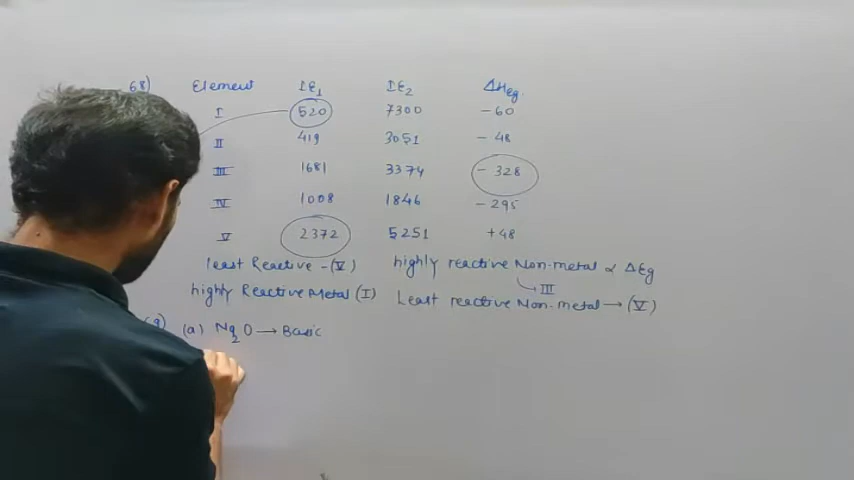 68) Element IE₁ IE₂ ΔHeg
I 520 7300 -60
II 419 3051 -48
III 1681 3374 -328
IV 1008 1846 -295
V 2372 5251 +48
least Reactive - (V) highly reactive Non-metal ∝ ΔEg
highly Reactive Metal (I) III
Least reactive Non-metal → (V)
9) (a) Na₂O → Basic